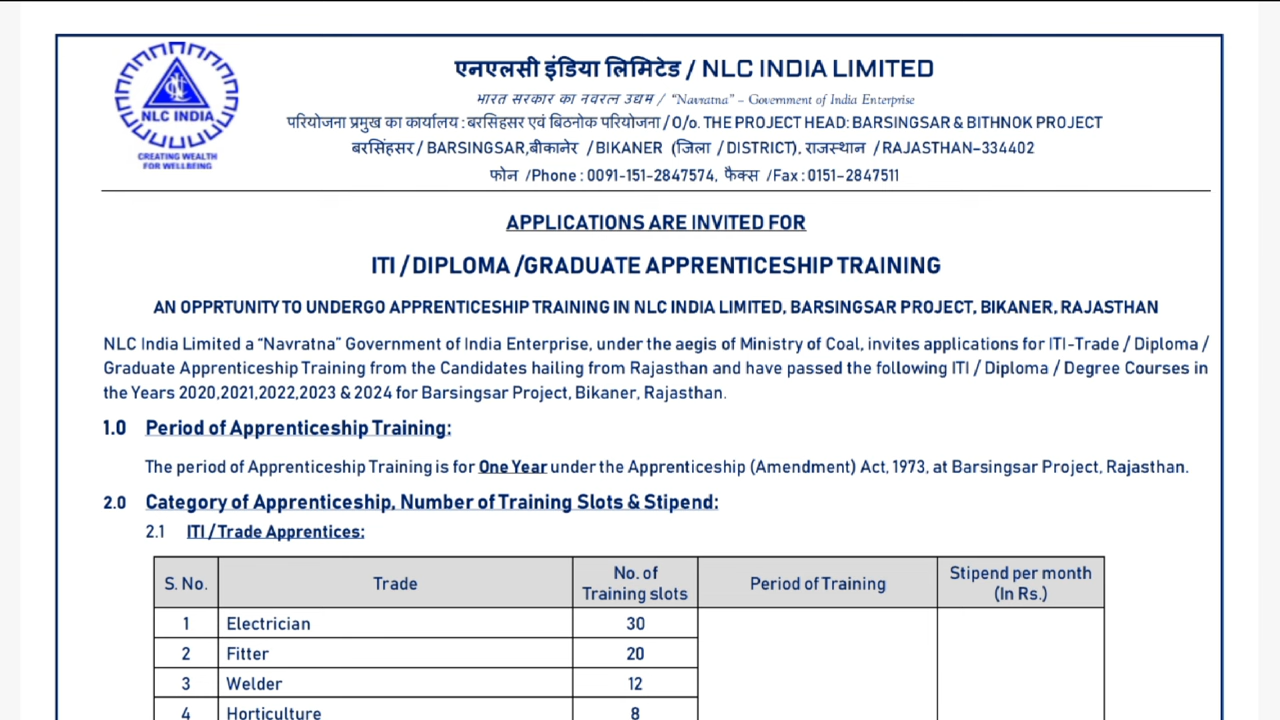 NLC INDIA
CREATING WEALTH
FOR WELLBEING
एनएलसी इंडिया लिमिटेड / NLC INDIA LIMITED
भारत सरकार का नवरत्न उद्यम / “Navratna” – Government of India Enterprise
परियोजना प्रमुख का कार्यालय : बरसिंहसर एवं बिठनोक परियोजना / O/o. THE PROJECT HEAD: BARSINGSAR & BITHNOK PROJECT
बरसिंहसर / BARSINGSAR,बीकानेर / BIKANER (जिला / DISTRICT), राजस्थान / RAJASTHAN–334402
फोन /Phone : 0091-151-2847574, फैक्स /Fax : 0151-2847511
APPLICATIONS ARE INVITED FOR
ITI / DIPLOMA /GRADUATE APPRENTICESHIP TRAINING
AN OPPRTUNITY TO UNDERGO APPRENTICESHIP TRAINING IN NLC INDIA LIMITED, BARSINGSAR PROJECT, BIKANER, RAJASTHAN
NLC India Limited a “Navratna” Government of India Enterprise, under the aegis of Ministry of Coal, invites applications for ITI-Trade / Diploma /
Graduate Apprenticeship Training from the Candidates hailing from Rajasthan and have passed the following ITI / Diploma / Degree Courses in
the Years 2020,2021,2022,2023 & 2024 for Barsingsar Project, Bikaner, Rajasthan.
1.0 Period of Apprenticeship Training:
The period of Apprenticeship Training is for One Year under the Apprenticeship (Amendment) Act, 1973, at Barsingsar Project, Rajasthan.
2.0 Category of Apprenticeship, Number of Training Slots & Stipend:
2.1 ITI / Trade Apprentices:
S. No. Trade No. of Training slots Period of Training Stipend per month (In Rs.)
1 Electrician 30
2 Fitter 20
3 Welder 12
4 Horticulture 8